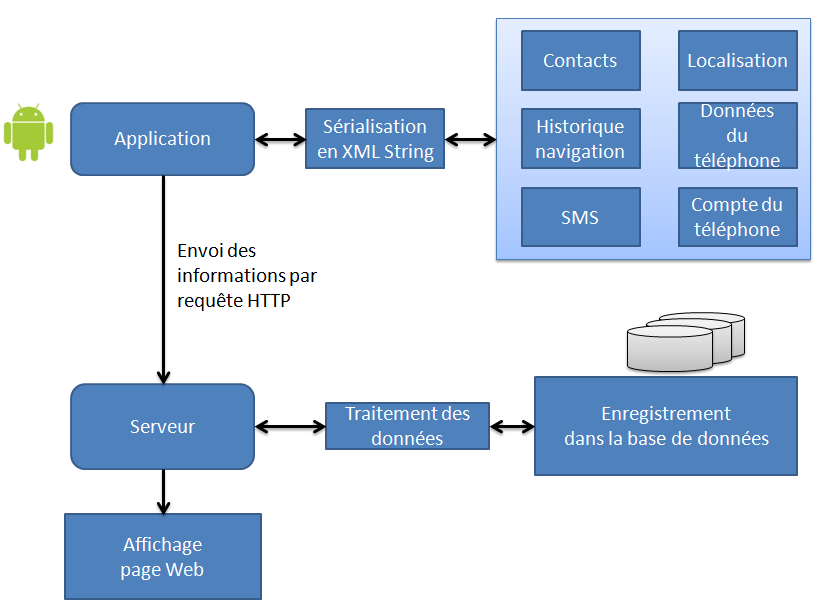 Application
Sérialisation
en XML String
Contacts
Localisation
Historique
navigation
Données
du
téléphone
SMS
Compte du
téléphone
Envoi des
informations par
requête HTTP
Serveur
Traitement des
données
Enregistrement
dans la base de données
Affichage
page Web